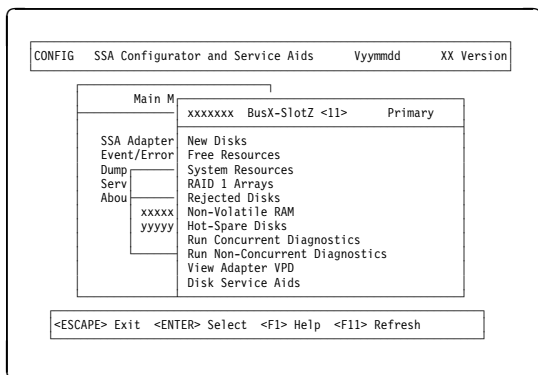 CONFIG SSA Configurator and Service Aids Vyymmdd XX Version
Main M
xxxxxxx BusX-SlotZ <11> Primary
SSA Adapter New Disks
Event/Error Free Resources
Dump System Resources
Serv RAID 1 Arrays
Abou Rejected Disks
xxxxx Non-Volatile RAM
yyyyy Hot-Spare Disks
Run Concurrent Diagnostics
Run Non-Concurrent Diagnostics
View Adapter VPD
Disk Service Aids
<ESCAPE> Exit <ENTER> Select <F1> Help <F11> Refresh